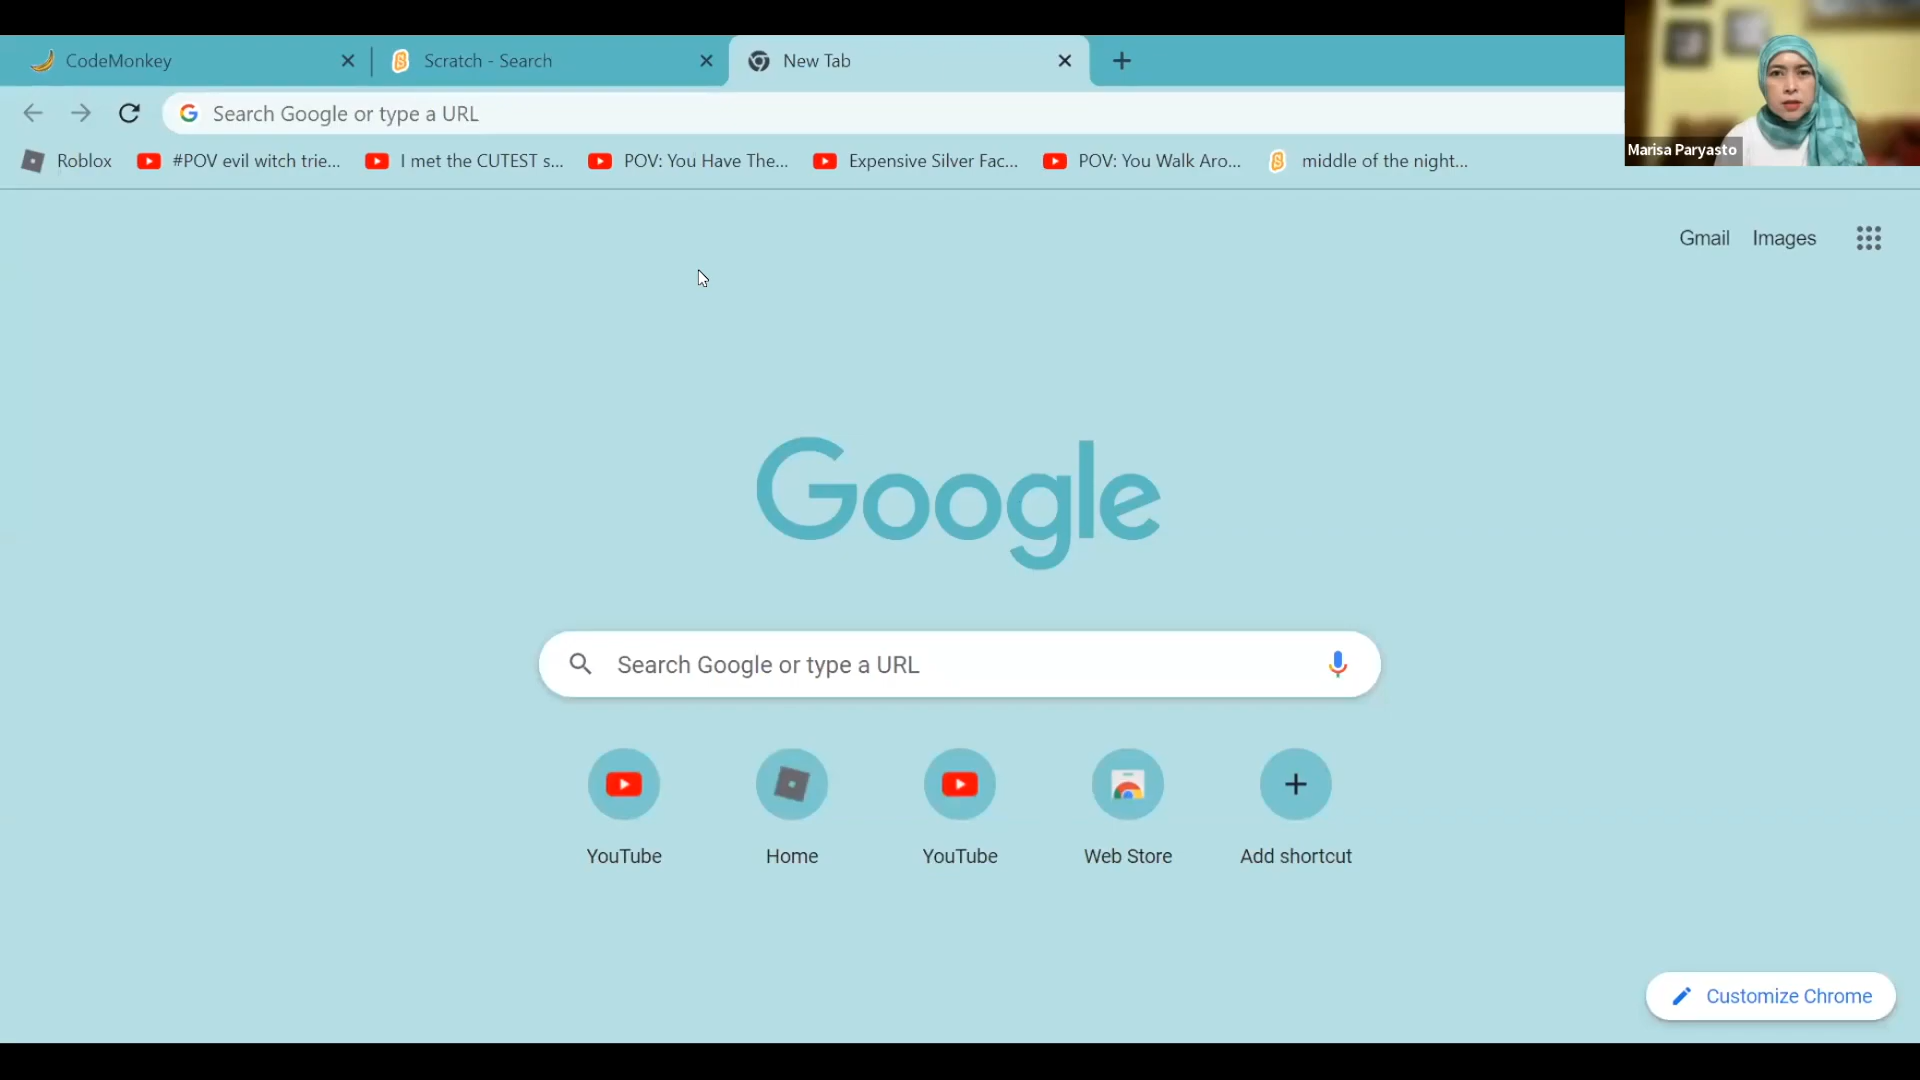 CodeMonkey
Scratch - Search
New Tab
Search Google or type a URL
Roblox
#POV evil witch trie...
I met the CUTEST s...
POV: You Have The...
Expensive Silver Fac...
POV: You Walk Aro...
middle of the night...
Marisa Paryasto
Gmail
Images
Google
Search Google or type a URL
YouTube
Home
YouTube
Web Store
Add shortcut
Customize Chrome